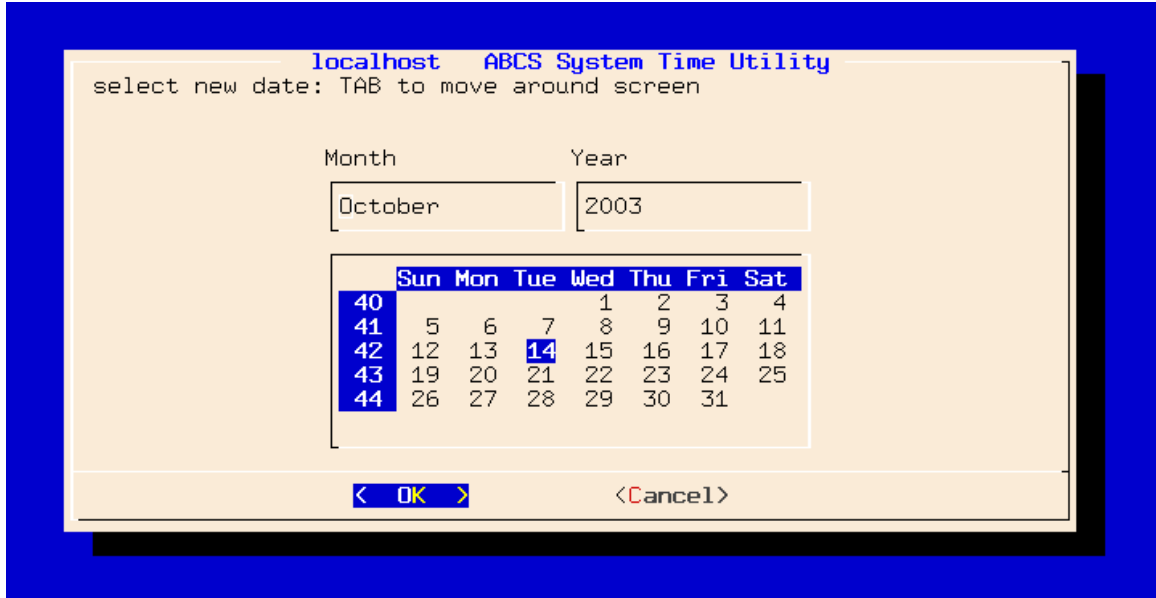 localhost   ABCS System Time Utility
select new date: TAB to move around screen
Month Year
October 2003
Sun Mon Tue Wed Thu Fri Sat
40 1 2 3 4
41 5 6 7 8 9 10 11
42 12 13 14 15 16 17 18
43 19 20 21 22 23 24 25
44 26 27 28 29 30 31
<  OK  > <Cancel>